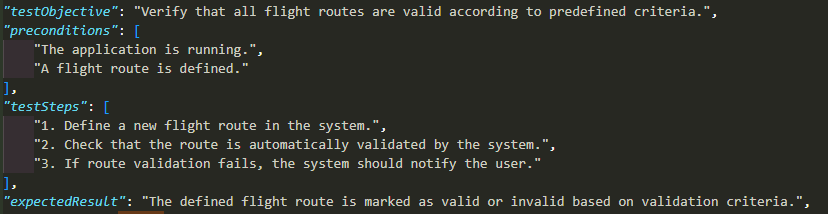 "testObjective": "Verify that all flight routes are valid according to predefined criteria.",
"preconditions": [
"The application is running.",
"A flight route is defined."
],
"testSteps": [
"1. Define a new flight route in the system.",
"2. Check that the route is automatically validated by the system.",
"3. If route validation fails, the system should notify the user."
],
"expectedResult": "The defined flight route is marked as valid or invalid based on validation criteria.",